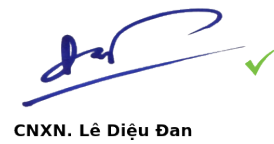 CNXN. Lê Diệu Đan